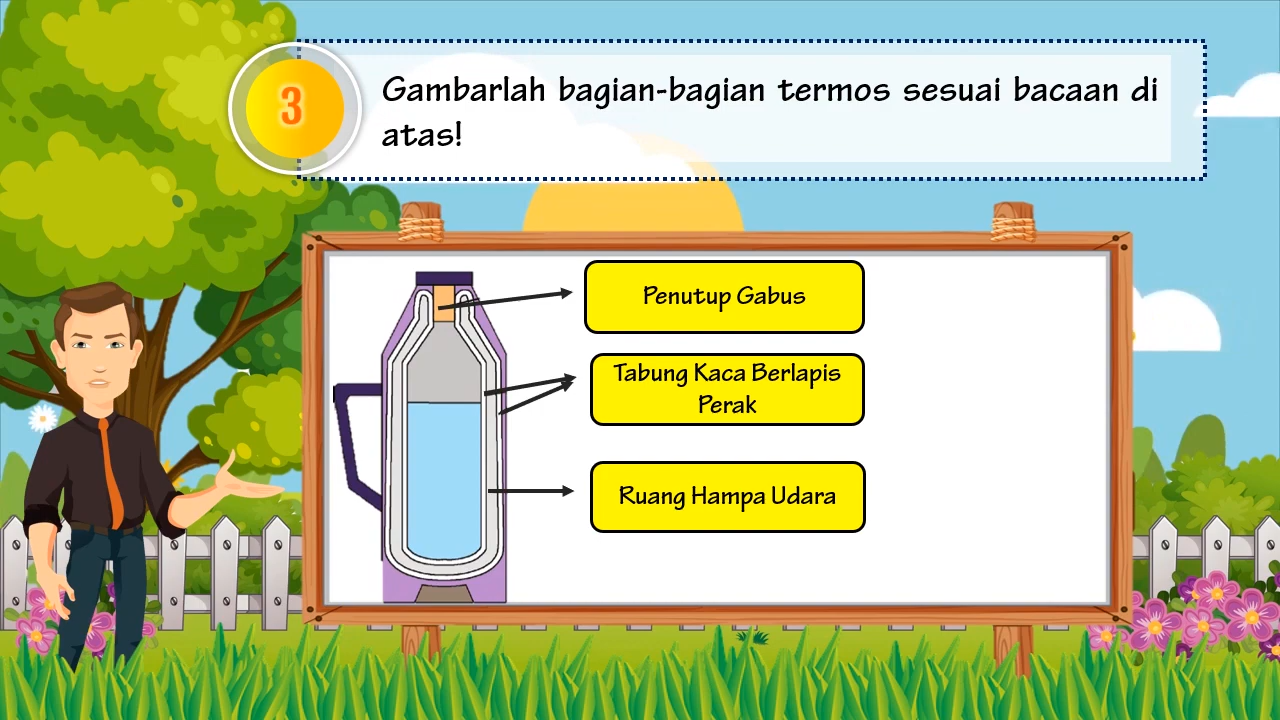 3
Gambarlah bagian-bagian termos sesuai bacaan di
atas!
Penutup Gabus
Tabung Kaca Berlapis
Perak
Ruang Hampa Udara